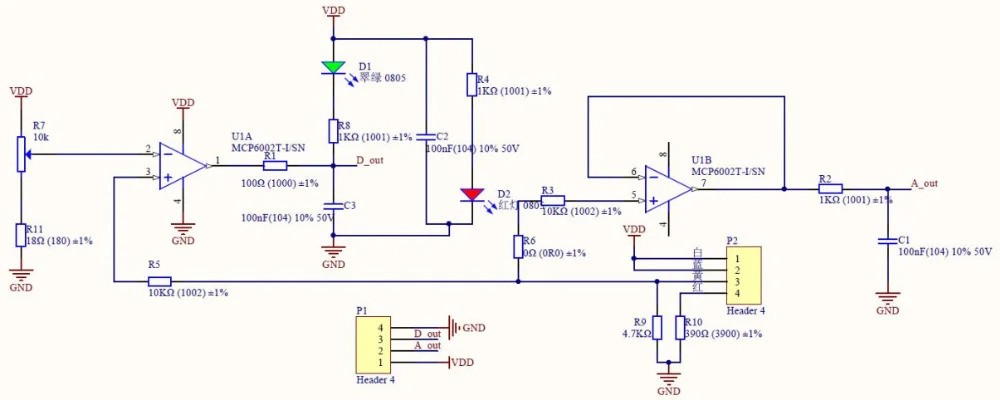 VDD
VDD
VDD
R7
10k
8
2
3
1
4
U1A
MCP6002T-I/SN
GND
R11
18Ω (180) ±1%
GND
D1
翠绿 0805
R8
1KΩ (1001) ±1%
R1
100Ω (1000) ±1%
D_out
C3
100nF(104) 10% 50V
GND
C2
100nF(104) 10% 50V
R4
1KΩ (1001) ±1%
D2
红灯 080
R3
10KΩ (1002) ±1%
R6
0Ω (0R0) ±1%
R5
10KΩ (1002) ±1%
8
6
5
7
4
U1B
MCP6002T-I/SN
R2
1KΩ (1001) ±1%
A_out
C1
100nF(104) 10% 50V
GND
VDD
P2
白
蓝
黄
红
1
2
3
4
Header 4
R9
4.7KΩ
R10
390Ω (3900) ±1%
GND
P1
4
3
2
1
GND
D_out
A_out
VDD
Header 4